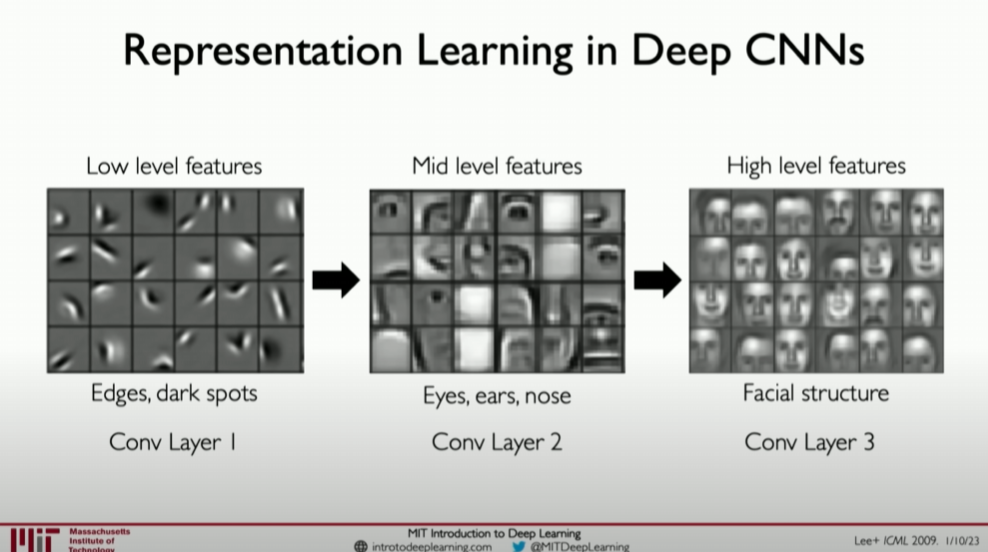 Representation Learning in Deep CNNs
Low level features
Mid level features
High level features
Edges, dark spots
Eyes, ears, nose
Facial structure
Conv Layer 1
Conv Layer 2
Conv Layer 3
MIT
Massachusetts
Institute of
Technology
MIT Introduction to Deep Learning
introtodeeplearning.com @MITDeepLearning
Lee+ ICML 2009. 1/10/23